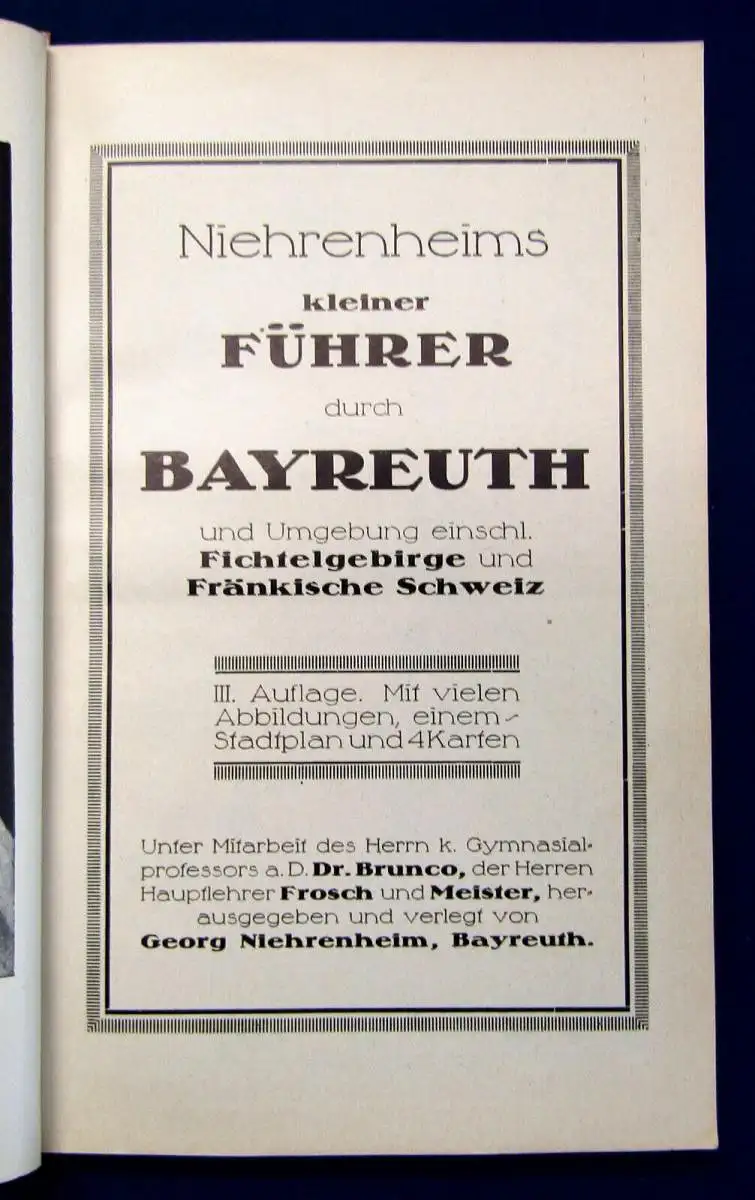 Niehrenheims
kleiner
FÜHRER
durch
BAYREUTH
und Umgebung einschl.
Fichtelgebirge und
Fränkische Schweiz
III. Auflage. Mit vielen
Abbildungen, einem-
Stadtplan und 4 Karten
Unter Mitarbeit des Herrn k. Gymnasial-
professors a. D. Dr. Brunco, der Herren
Hauptlehrer Frosch und Meister, her-
ausgegeben und verlegt von
Georg Niehrenheim, Bayreuth.